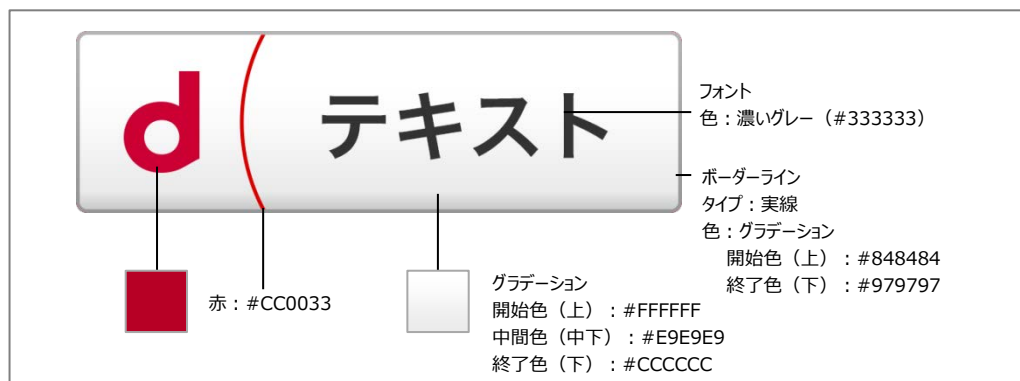 d
テキスト
フォント
色：濃いグレー（#333333）
ボーダーライン
タイプ：実線
色：グラデーション
開始色（上）：#848484
終了色（下）：#979797
赤：#CC0033
グラデーション
開始色（上）：#FFFFFF
中間色（中下）：#E9E9E9
終了色（下）：#CCCCCC